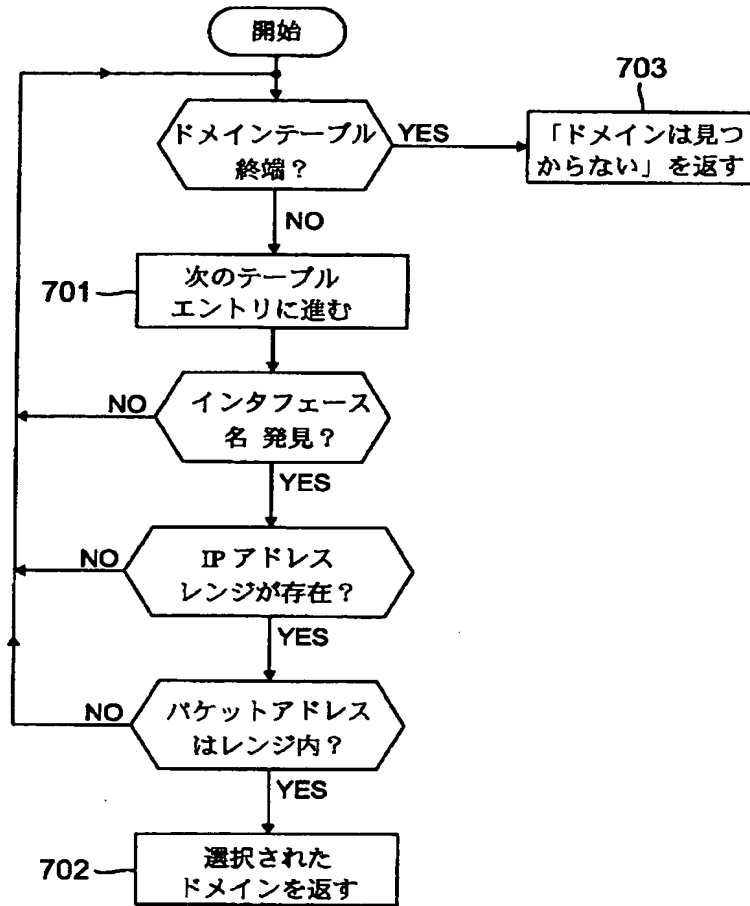 開始
703
ドメインテーブル
終端？
YES
「ドメインは見つ
からない」を返す
NO
701
次のテーブル
エントリに進む
NO
インタフェース
名 発見？
YES
NO
IP アドレス
レンジが存在？
YES
NO
パケットアドレス
はレンジ内？
YES
702
選択された
ドメインを返す